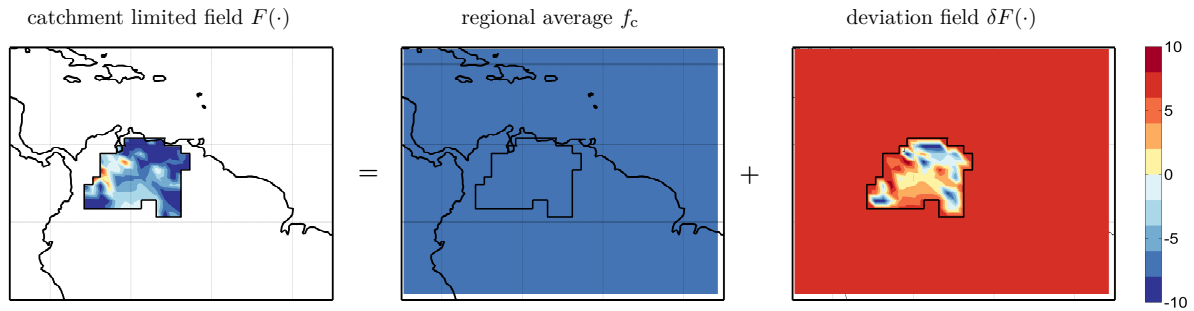 catchment limited field F(·)
regional average f_c
deviation field δF(·)
=
+
10
5
0
-5
-10